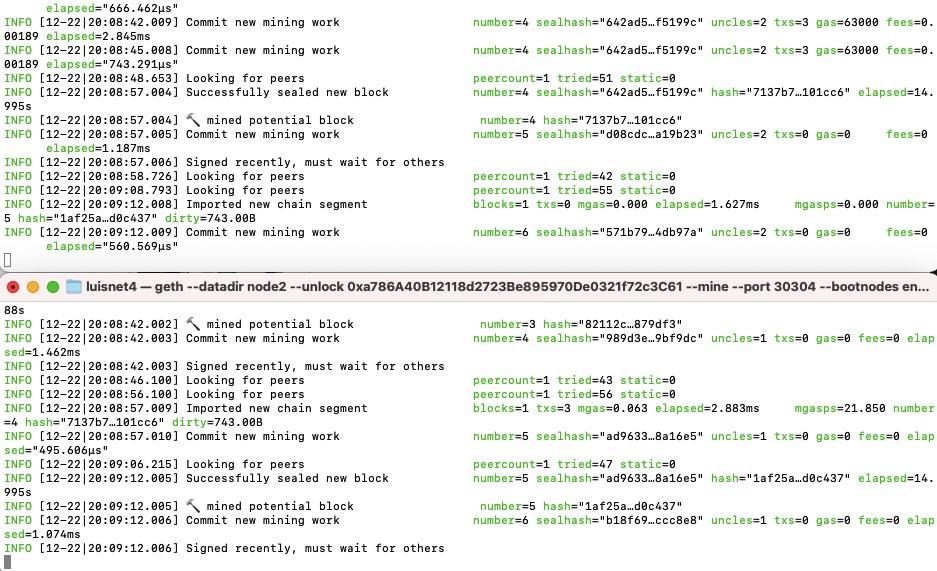 elapsed="666.462µs"
INFO [12-22|20:08:42.009] Commit new mining work number=4 sealhash="642ad5…f5199c" uncles=2 txs=3 gas=63000 fees=0.
00189 elapsed=2.845ms
INFO [12-22|20:08:45.008] Commit new mining work number=4 sealhash="642ad5…f5199c" uncles=2 txs=3 gas=63000 fees=0.
00189 elapsed="743.291µs"
INFO [12-22|20:08:48.653] Looking for peers peercount=1 tried=51 static=0
INFO [12-22|20:08:57.004] Successfully sealed new block number=4 sealhash="642ad5…f5199c" hash="7137b7…101cc6" elapsed=14.
995s
INFO [12-22|20:08:57.004] 🔨 mined potential block number=4 hash="7137b7…101cc6"
INFO [12-22|20:08:57.005] Commit new mining work number=5 sealhash="d08cdc…a19b23" uncles=2 txs=0 gas=0 fees=0
elapsed=1.187ms
INFO [12-22|20:08:57.006] Signed recently, must wait for others
INFO [12-22|20:08:58.726] Looking for peers peercount=1 tried=42 static=0
INFO [12-22|20:09:08.793] Looking for peers peercount=1 tried=55 static=0
INFO [12-22|20:09:12.008] Imported new chain segment blocks=1 txs=0 mgas=0.000 elapsed=1.627ms mgasps=0.000 number=
5 hash="1af25a…d0c437" dirty=743.00B
INFO [12-22|20:09:12.009] Commit new mining work number=6 sealhash="571b79…4db97a" uncles=2 txs=0 gas=0 fees=0
elapsed="560.569µs"
luisnet4 — geth --datadir node2 --unlock 0xa786A40B12118d2723Be895970De0321f72c3C61 --mine --port 30304 --bootnodes en...
88s
INFO [12-22|20:08:42.002] 🔨 mined potential block number=3 hash="82112c…879df3"
INFO [12-22|20:08:42.003] Commit new mining work number=4 sealhash="989d3e…9bf9dc" uncles=1 txs=0 gas=0 fees=0 elap
sed=1.462ms
INFO [12-22|20:08:42.003] Signed recently, must wait for others
INFO [12-22|20:08:46.100] Looking for peers peercount=1 tried=43 static=0
INFO [12-22|20:08:56.100] Looking for peers peercount=1 tried=56 static=0
INFO [12-22|20:08:57.009] Imported new chain segment blocks=1 txs=3 mgas=0.063 elapsed=2.883ms mgasps=21.850 number
=4 hash="7137b7…101cc6" dirty=743.00B
INFO [12-22|20:08:57.010] Commit new mining work number=5 sealhash="ad9633…8a16e5" uncles=1 txs=0 gas=0 fees=0 elap
sed="495.606µs"
INFO [12-22|20:09:06.215] Looking for peers peercount=1 tried=47 static=0
INFO [12-22|20:09:12.005] Successfully sealed new block number=5 sealhash="ad9633…8a16e5" hash="1af25a…d0c437" elapsed=14.
995s
INFO [12-22|20:09:12.005] 🔨 mined potential block number=5 hash="1af25a…d0c437"
INFO [12-22|20:09:12.006] Commit new mining work number=6 sealhash="b18f69…ccc8e8" uncles=1 txs=0 gas=0 fees=0 elap
sed=1.074ms
INFO [12-22|20:09:12.006] Signed recently, must wait for others